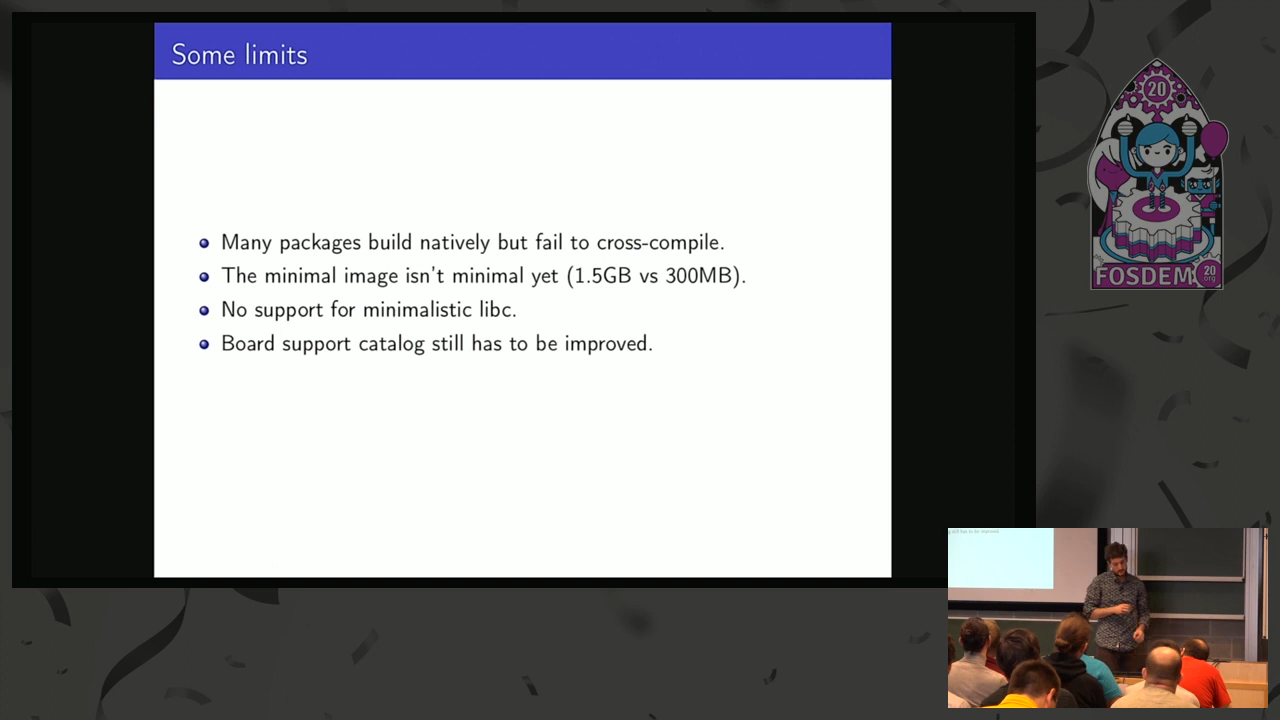 Some limits
Many packages build natively but fail to cross-compile.
The minimal image isn't minimal yet (1.5GB vs 300MB).
No support for minimalistic libc.
Board support catalog still has to be improved.
20
FOSDEM
20
.org